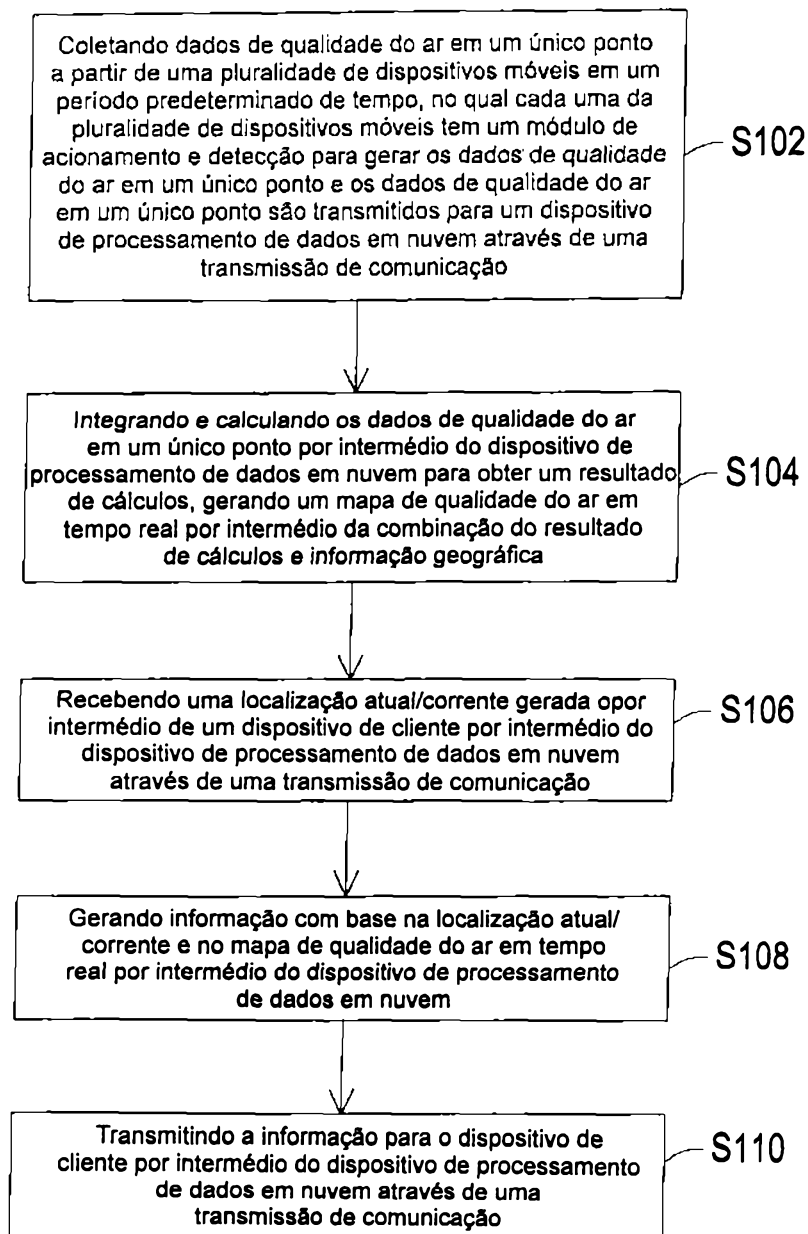 Coletando dados de qualidade do ar em um único ponto
a partir de uma pluralidade de dispositivos móveis em um
período predeterminado de tempo, no qual cada uma da
pluralidade de dispositivos móveis tem um módulo de
acionamento e detecção para gerar os dados de qualidade
do ar em um único ponto e os dados de qualidade do ar
em um único ponto são transmitidos para um dispositivo
de processamento de dados em nuvem através de uma
transmissão de comunicação
S102
Integrando e calculando os dados de qualidade do ar
em um único ponto por intermédio do dispositivo de
processamento de dados em nuvem para obter um resultado
de cálculos, gerando um mapa de qualidade do ar em
tempo real por intermédio da combinação do resultado
de cálculos e informação geográfica
S104
Recebendo uma localização atual/corrente gerada opor
intermédio de um dispositivo de cliente por intermédio do
dispositivo de processamento de dados em nuvem
através de uma transmissão de comunicação
S106
Gerando informação com base na localização atual/
corrente e no mapa de qualidade do ar em tempo
real por intermédio do dispositivo de processamento
de dados em nuvem
S108
Transmitindo a informação para o dispositivo de
cliente por intermédio do dispositivo de processamento
de dados em nuvem através de uma
transmissão de comunicação
S110